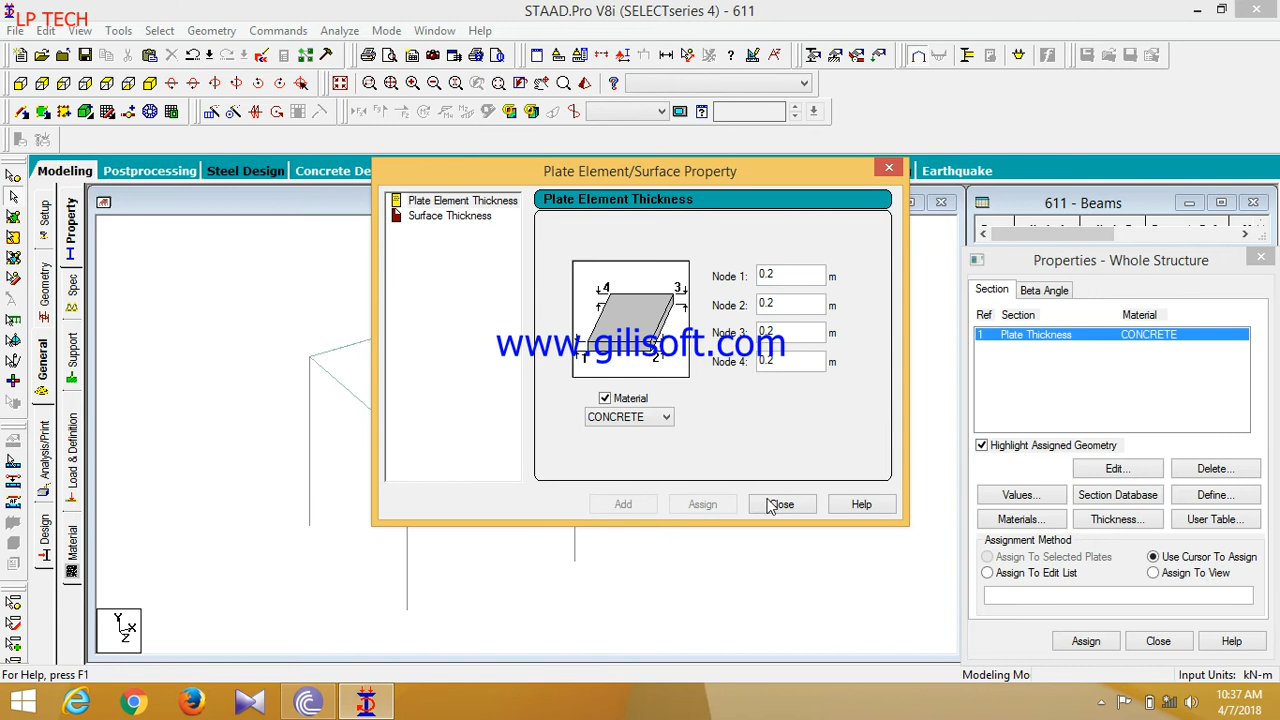 STAAD.Pro V8i (SELECTseries 4) - 611
LP TECH
File Edit View Tools Select Geometry Commands Analyze Mode Window Help
Modeling Postprocessing Steel Design Concrete De Earthquake
Plate Element/Surface Property
Plate Element Thickness
Surface Thickness
Plate Element Thickness
4 3
1 2
Node 1: 0.2 m
Node 2: 0.2 m
Node 3: 0.2 m
Node 4: 0.2 m
www.gilisoft.com
Material
CONCRETE
Add Assign Close Help
Setup
Geometry
General
Analysis/Print
Design
Property
Spec
Support
Load & Definition
Material
611 - Beams
Properties - Whole Structure
Section Beta Angle
Ref Section Material
1 Plate Thickness CONCRETE
Highlight Assigned Geometry
Edit... Delete...
Values... Section Database Define...
Materials... Thickness... User Table...
Assignment Method
Assign To Selected Plates Use Cursor To Assign
Assign To Edit List Assign To View
Assign Close Help
Y
X
Z
For Help, press F1
Modeling Mo Input Units: kN-m
10:37 AM
4/7/2018